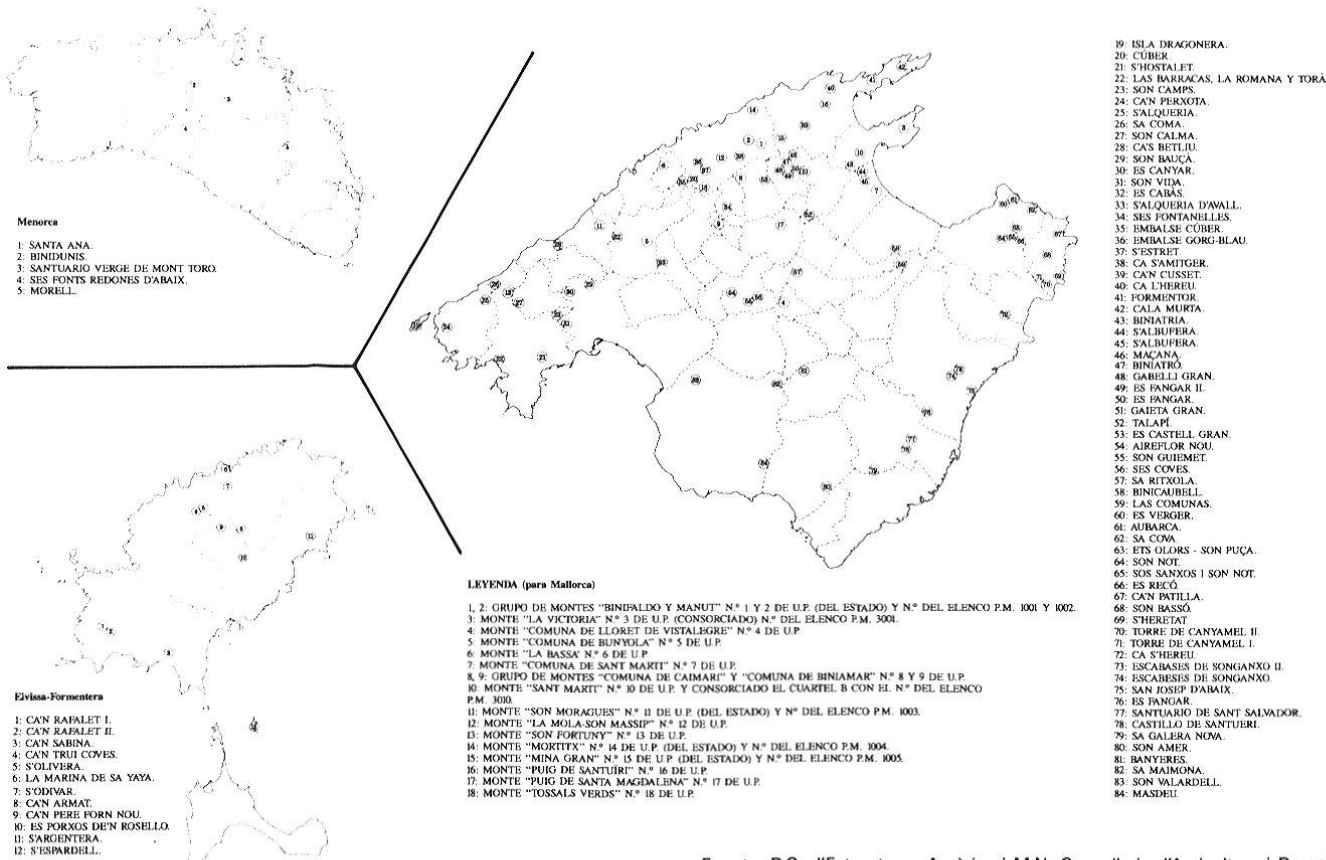 Menorca
1: SANTA ANA.
2: BINIDUNIS.
3: SANTUARIO VERGE DE MONT TORO.
4: SES FONTS REDONES D'ABAIX.
5: MORELL.
Eivissa-Formentera
1: CA'N RAFALET I.
2: CA'N RAFALET II.
3: CA'N SABINA.
4: CA'N TRUI COVES.
5: S'OLIVERA.
6: LA MARINA DE SA YAYA.
7: S'ODIVAR.
8: CA'N ARMAT.
9: CA'N PERE FORN NOU.
10: ES PORXOS DE'N ROSELLO.
11: S'ARGENTERA.
12: S'ESPARDELL.
LEYENDA (para Mallorca)
1, 2: GRUPO DE MONTES "BINIFALDO Y MANUT" N.º 1 Y 2 DE U.P. (DEL ESTADO) Y N.º DEL ELENCO P.M. 1001 Y 1002.
3: MONTE "LA VICTORIA" N.º 3 DE U.P. (CONSORCIADO) N.º DEL ELENCO P.M. 3001.
4: MONTE "COMUNA DE LLORET DE VISTALEGRE" N.º 4 DE U.P.
5: MONTE "COMUNA DE BUNYOLA" N.º 5 DE U.P.
6: MONTE "LA BASSA" N.º 6 DE U.P.
7: MONTE "COMUNA DE SANT MARTI" N.º 7 DE U.P.
8, 9: GRUPO DE MONTES "COMUNA DE CAIMARI" Y "COMUNA DE BINIAMAR" N.º 8 Y 9 DE U.P.
10: MONTE "SANT MARTI" N.º 10 DE U.P. Y CONSORCIADO EL CUARTEL B CON EL N.º DEL ELENCO
P.M. 3010.
11: MONTE "SON MORAGUES" N.º 11 DE U.P. (DEL ESTADO) Y Nº DEL ELENCO P.M. 1003.
12: MONTE "LA MOLA-SON MASSIP" N.º 12 DE U.P.
13: MONTE "SON FORTUNY" N.º 13 DE U.P.
14: MONTE "MORTITX" N.º 14 DE U.P. (DEL ESTADO) Y N.º DEL ELENCO P.M. 1004.
15: MONTE "MINA GRAN" N.º 15 DE U.P (DEL ESTADO) Y N.º DEL ELENCO P.M. 1005.
16: MONTE "PUIG DE SANTUÏRI" N.º 16 DE U.P.
17: MONTE "PUIG DE SANTA MAGDALENA" N.º 17 DE U.P.
18: MONTE "TOSSALS VERDS" N.º 18 DE U.P.
19: ISLA DRAGONERA.
20: CÚBER.
21: S'HOSTALET.
22: LAS BARRACAS, LA ROMANA Y TORÀ
23: SON CAMPS.
24: CA'N PERXOTA.
25: S'ALQUERIA.
26: SA COMA.
27: SON CALMA.
28: CA'S BETLIU.
29: SON BAUÇÀ.
30: ES CANYAR.
31: SON VIDA.
32: ES CABÀS.
33: S'ALQUERIA D'AVALL.
34: SES FONTANELLES.
35: EMBALSE CÚBER.
36: EMBALSE GORG-BLAU.
37: S'ESTRET.
38: CA S'AMITGER.
39: CA'N CUSSET.
40: CA L'HEREU.
41: FORMENTOR.
42: CALA MURTA.
43: BINIATRIA.
44: S'ALBUFERA.
45: S'ALBUFERA.
46: MAÇANA.
47: BINIATRÓ.
48: GABELLI GRAN.
49: ES FANGAR II.
50: ES FANGAR.
51: GAIETA GRAN.
52: TALAPÍ.
53: ES CASTELL GRAN.
54: AIREFLOR NOU.
55: SON GUIEMET.
56: SES COVES.
57: SA RITXOLA.
58: BINICAUBELL.
59: LAS COMUNAS.
60: ES VERGER.
61: AUBARCA.
62: SA COVA.
63: ETS OLORS - SON PUÇA.
64: SON NOT.
65: SOS SANXOS I SON NOT.
66: ES RECÓ.
67: CA'N PATILLA.
68: SON BASSÓ.
69: S'HERETAT.
70: TORRE DE CANYAMEL II.
71: TORRE DE CANYAMEL I.
72: CA S'HEREU.
73: ESCABASES DE SONGANXO II.
74: ESCABASES DE SONGANXO.
75: SAN JOSEP D'ABAIX.
76: ES FANGAR.
77: SANTUARIO DE SANT SALVADOR.
78: CASTILLO DE SANTUERI.
79: SA GALERA NOVA.
80: SON AMER.
81: BANYERES.
82: SA MAIMONA.
83: SON VALARDELL.
84: MASDEU.